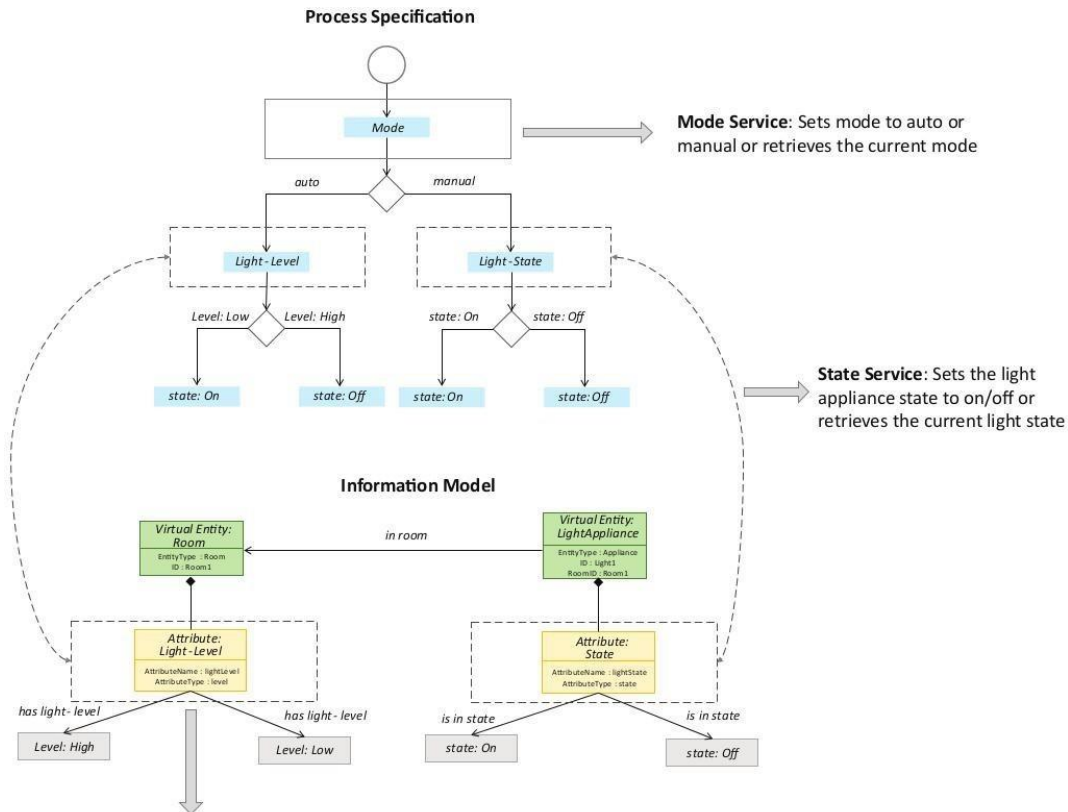 Process Specification
Mode
Mode Service: Sets mode to auto or
manual or retrieves the current mode
auto
manual
Light-Level
Light-State
Level: Low
Level: High
state: On
state: Off
state: On
state: Off
state: On
state: Off
State Service: Sets the light
appliance state to on/off or
retrieves the current light state
Information Model
Virtual Entity:
Room
EntityType : Room
ID : Room1
in room
Virtual Entity:
LightAppliance
EntityType : Appliance
ID : Light1
RoomID : Room1
Attribute:
Light-Level
AttributeName : lightLevel
AttributeType : level
Attribute:
State
AttributeName : lightState
AttributeType : state
has light- level
has light- level
is in state
is in state
Level: High
Level: Low
state: On
state: Off